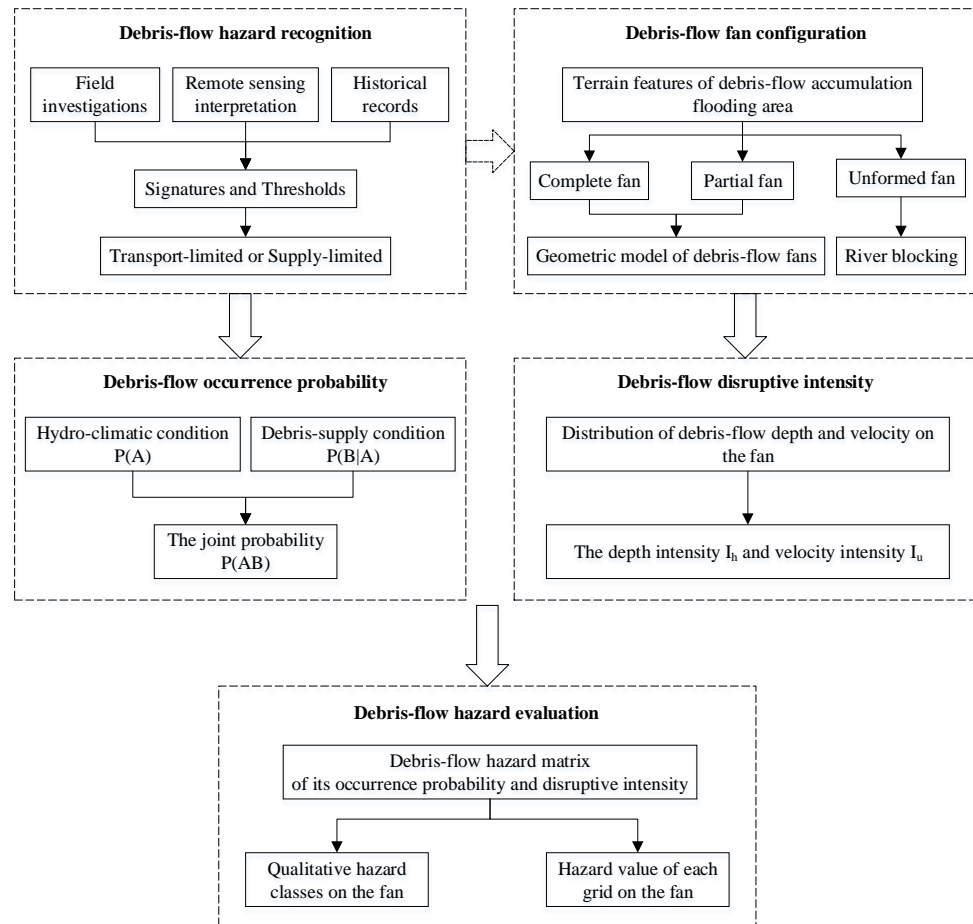 Debris-flow hazard recognition
Field
investigations
Remote sensing
interpretation
Historical
records
Signatures and Thresholds
Transport-limited or Supply-limited
Debris-flow fan configuration
Terrain features of debris-flow accumulation
flooding area
Complete fan
Partial fan
Unformed fan
Geometric model of debris-flow fans
River blocking
Debris-flow occurrence probability
Hydro-climatic condition
P(A)
Debris-supply condition
P(B|A)
The joint probability
P(AB)
Debris-flow disruptive intensity
Distribution of debris-flow depth and velocity on
the fan
The depth intensity Iₕ and velocity intensity Iᵤ
Debris-flow hazard evaluation
Debris-flow hazard matrix
of its occurrence probability and disruptive intensity
Qualitative hazard
classes on the fan
Hazard value of each
grid on the fan